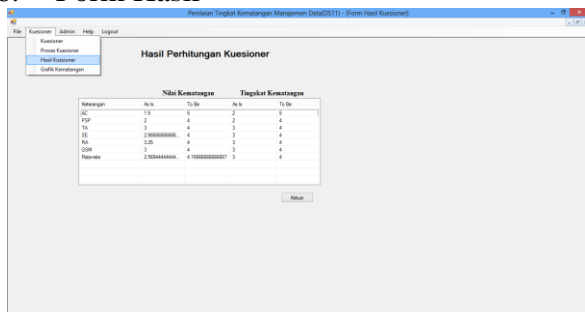 Form Hasil
Penilaian Tingkat Kematangan Manajemen Data(DS11) - [Form Hasil Kuesioner]
File Kuesioner Admin Help Logout
Kuesioner
Proses Kuesioner
Hasil Kuesioner
Grafik Kematangan
Hasil Perhitungan Kuesioner
Nilai Kematangan Tingakat Kematangan
Keterangan As Is To Be As Is To Be
AC 1.5 5 2 5
PSP 2 4 2 4
TA 3 4 3 4
SE 4 3 4
RA 3.25 4 3 4
GSM 3 4 3 4
Rata-rata 3 4
Keluar